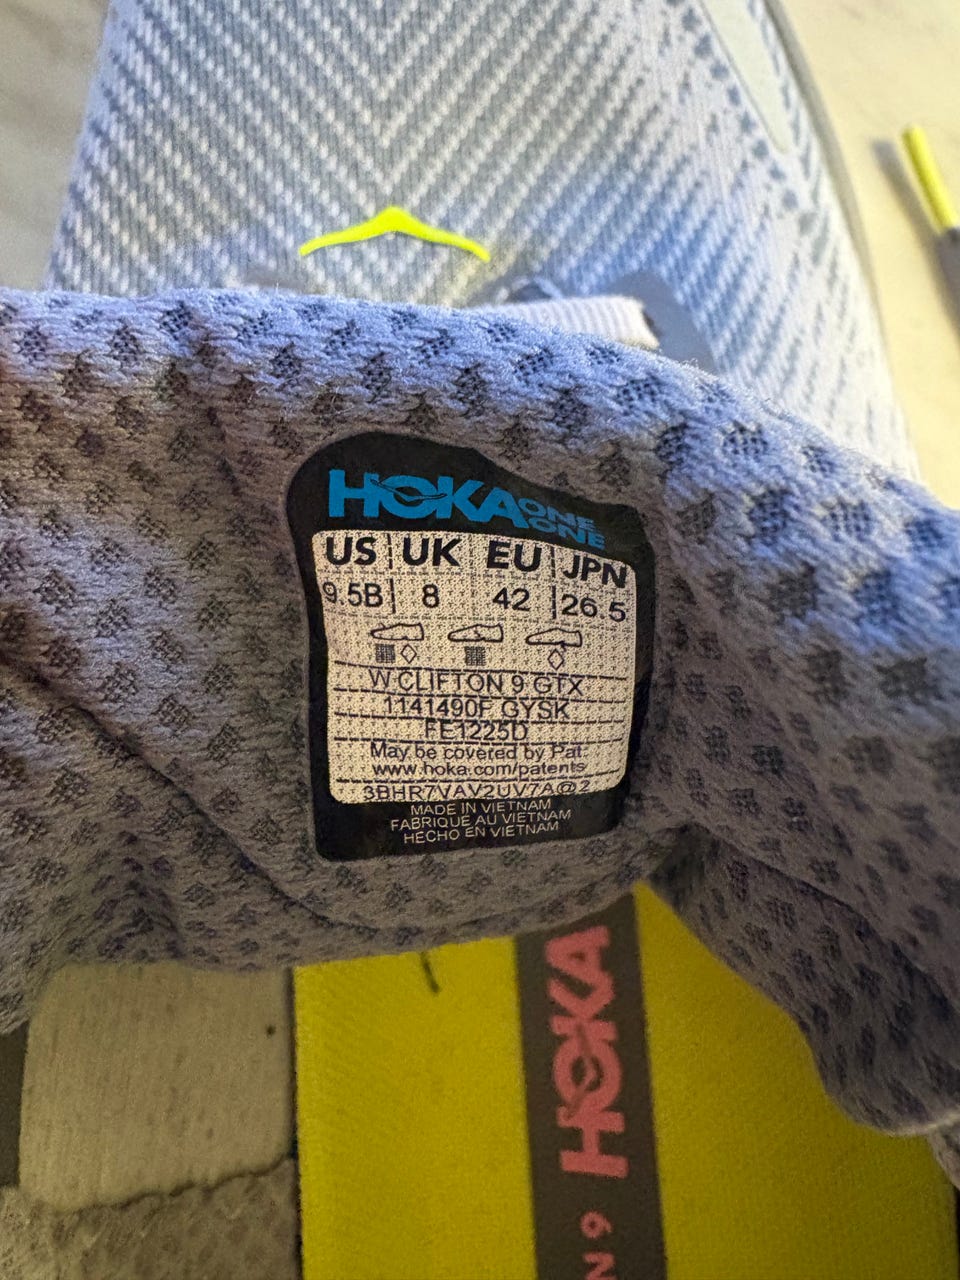 HOKA ONE ONE
US UK EU JPN
9.5B 8 42 26.5
W CLIFTON 9 GTX
1141490F GYSK
FE1225D
May be covered by Pat.
www.hoka.com/patents
3BHR7VAV2UV7A@2
MADE IN VIETNAM
FABRIQUE AU VIETNAM
HECHO EN VIETNAM
HOKA
N 9